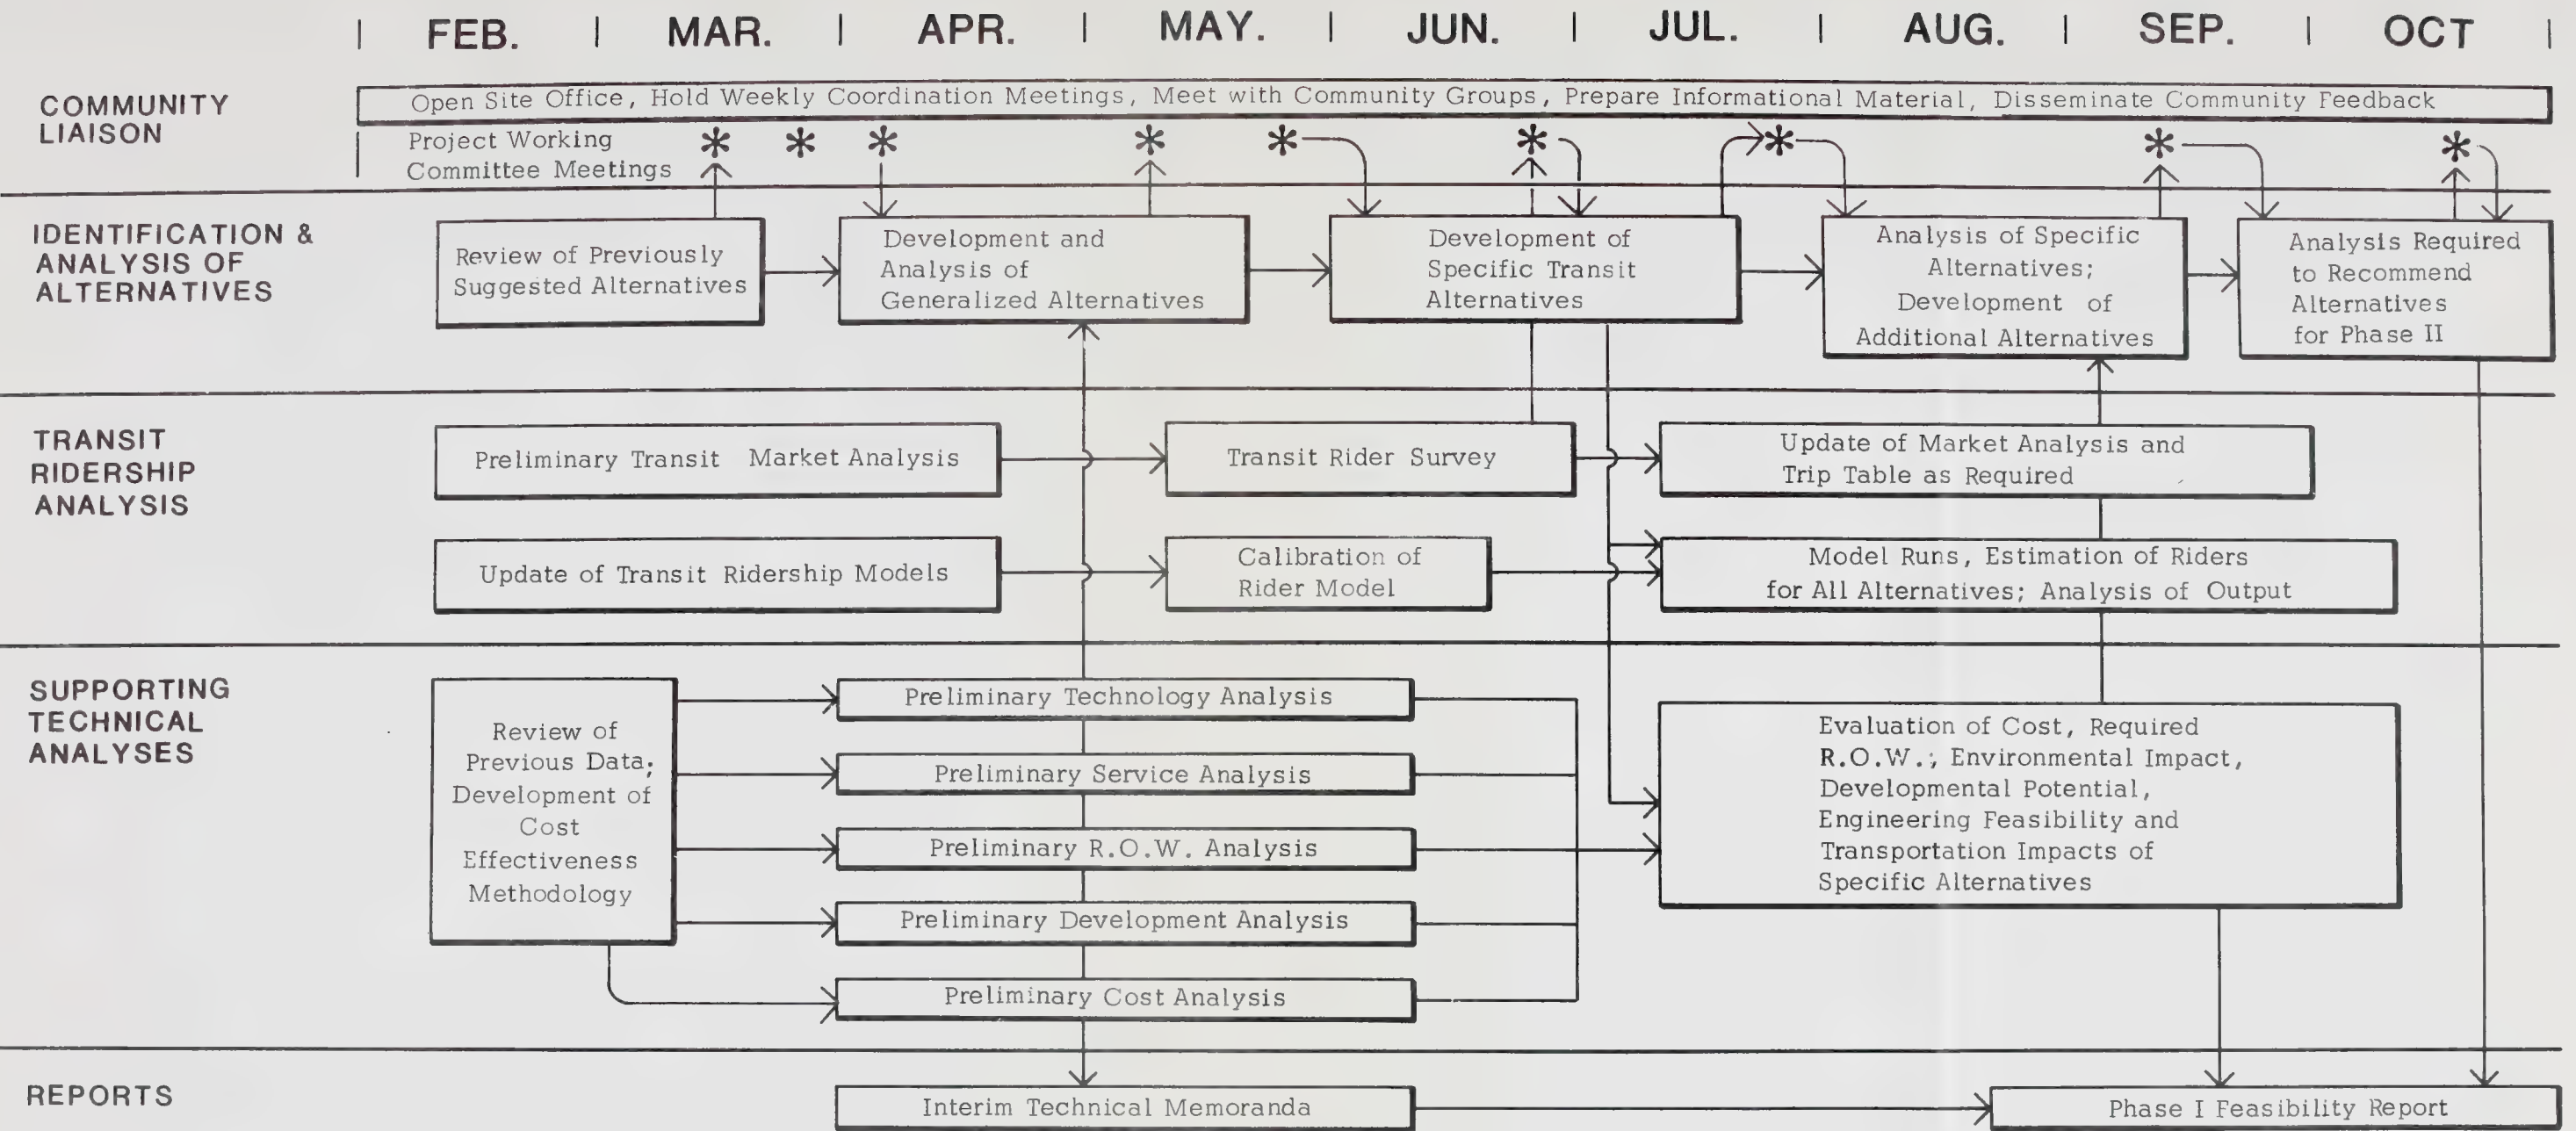 FEB. MAR. APR. MAY. JUN. JUL. AUG. SEP. OCT
COMMUNITY
LIAISON
Open Site Office, Hold Weekly Coordination Meetings, Meet with Community Groups, Prepare Informational Material, Disseminate Community Feedback
Project Working
Committee Meetings
* * * * * * * * *
IDENTIFICATION &
ANALYSIS OF
ALTERNATIVES
Review of Previously
Suggested Alternatives
Development and
Analysis of
Generalized Alternatives
Development of
Specific Transit
Alternatives
Analysis of Specific
Alternatives;
Development of
Additional Alternatives
Analysis Required
to Recommend
Alternatives
for Phase II
TRANSIT
RIDERSHIP
ANALYSIS
Preliminary Transit Market Analysis
Transit Rider Survey
Update of Market Analysis and
Trip Table as Required
Update of Transit Ridership Models
Calibration of
Rider Model
Model Runs, Estimation of Riders
for All Alternatives; Analysis of Output
SUPPORTING
TECHNICAL
ANALYSES
Review of
Previous Data;
Development of
Cost
Effectiveness
Methodology
Preliminary Technology Analysis
Preliminary Service Analysis
Preliminary R.O.W. Analysis
Preliminary Development Analysis
Preliminary Cost Analysis
Evaluation of Cost, Required
R.O.W.; Environmental Impact,
Developmental Potential,
Engineering Feasibility and
Transportation Impacts of
Specific Alternatives
REPORTS
Interim Technical Memoranda
Phase I Feasibility Report